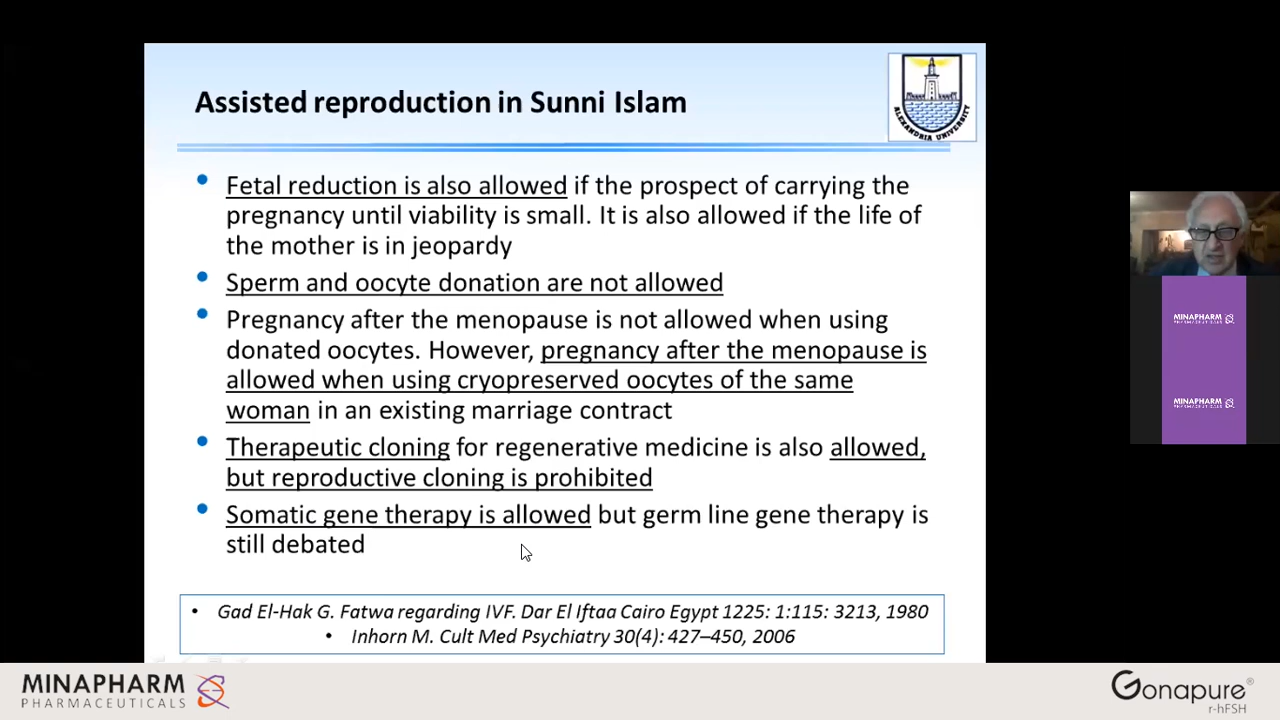 Assisted reproduction in Sunni Islam
ALEXANDRIA UNIVERSITY
• Fetal reduction is also allowed if the prospect of carrying the
pregnancy until viability is small. It is also allowed if the life of
the mother is in jeopardy
• Sperm and oocyte donation are not allowed
• Pregnancy after the menopause is not allowed when using
donated oocytes. However, pregnancy after the menopause is
allowed when using cryopreserved oocytes of the same
woman in an existing marriage contract
• Therapeutic cloning for regenerative medicine is also allowed,
but reproductive cloning is prohibited
• Somatic gene therapy is allowed but germ line gene therapy is
still debated
• Gad El-Hak G. Fatwa regarding IVF. Dar El Iftaa Cairo Egypt 1225: 1:115: 3213, 1980
• Inhorn M. Cult Med Psychiatry 30(4): 427–450, 2006
MINAPHARM
PHARMACEUTICALS
MINAPHARM
PHARMACEUTICALS
MINAPHARM
PHARMACEUTICALS
Gonapure®
r-hFSH